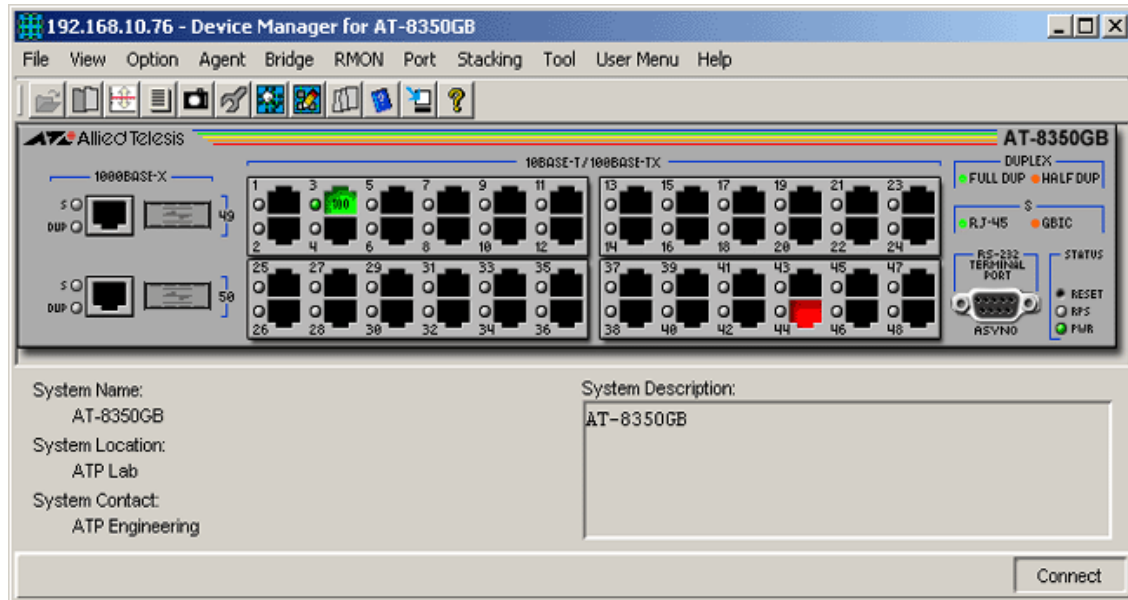 192.168.10.76 - Device Manager for AT-8350GB
File View Option Agent Bridge RMON Port Stacking Tool User Menu Help
Allied Telesis
AT-8350GB
1000BASE-X
10BASE-T/100BASE-TX
DUPLEX
FULL DUP HALF DUP
1 3 5 7 9 11 13 15 17 19 21 23
S
100
49
DUP
S
RJ-45 GBIC
2 4 6 8 10 12 14 16 18 20 22 24
RS-232
TERMINAL
PORT
STATUS
25 27 29 31 33 35 37 39 41 43 45 47
S
50
DUP
RESET
RPS
PWR
26 28 30 32 34 36 38 40 42 44 46 48
ASYNO
System Name:
AT-8350GB
System Location:
ATP Lab
System Contact:
ATP Engineering
System Description:
AT-8350GB
Connect